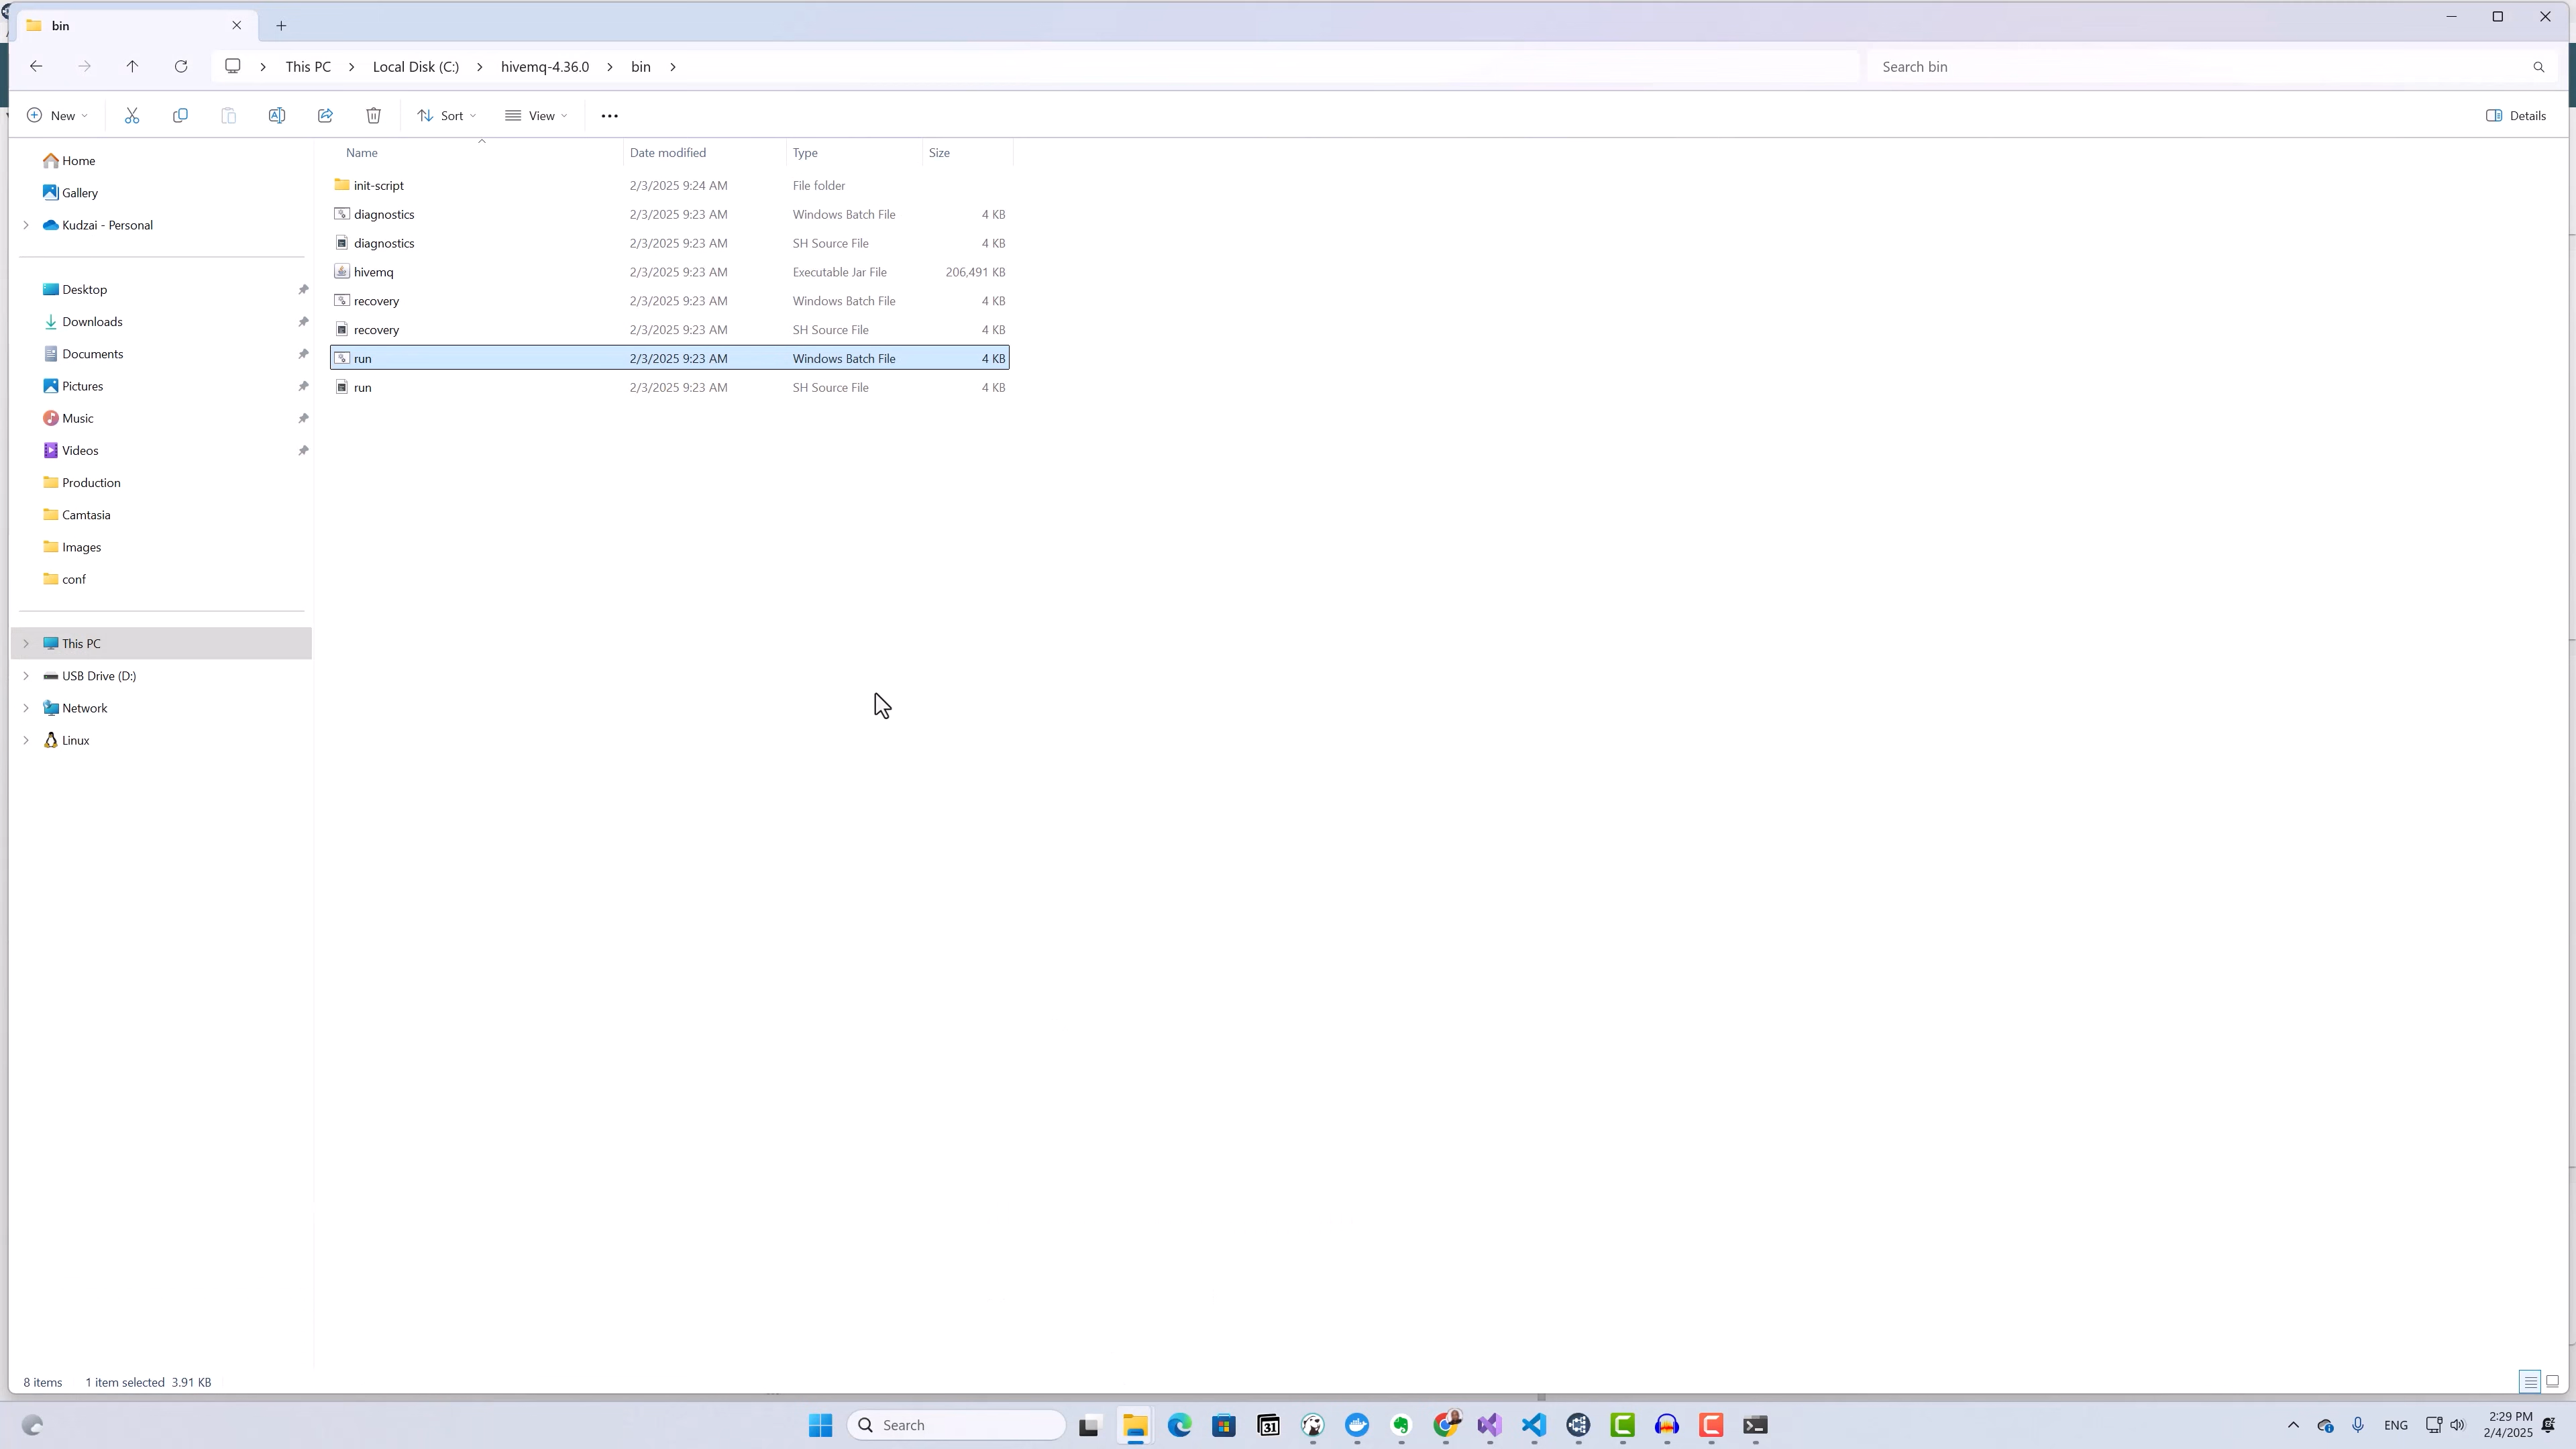 bin
This PC > Local Disk (C:) > hivemq-4.36.0 > bin >
Search bin
New
Sort
View
Details
Name
Date modified
Type
Size
init-script 2/3/2025 9:24 AM File folder
diagnostics 2/3/2025 9:23 AM Windows Batch File 4 KB
diagnostics 2/3/2025 9:23 AM SH Source File 4 KB
hivemq 2/3/2025 9:23 AM Executable Jar File 206,491 KB
recovery 2/3/2025 9:23 AM Windows Batch File 4 KB
recovery 2/3/2025 9:23 AM SH Source File 4 KB
run 2/3/2025 9:23 AM Windows Batch File 4 KB
run 2/3/2025 9:23 AM SH Source File 4 KB
Home
Gallery
Kudzai - Personal
Desktop
Downloads
Documents
Pictures
Music
Videos
Production
Camtasia
Images
conf
This PC
USB Drive (D:)
Network
Linux
8 items 1 item selected 3.91 KB
Search
31
ENG
2:29 PM
2/4/2025